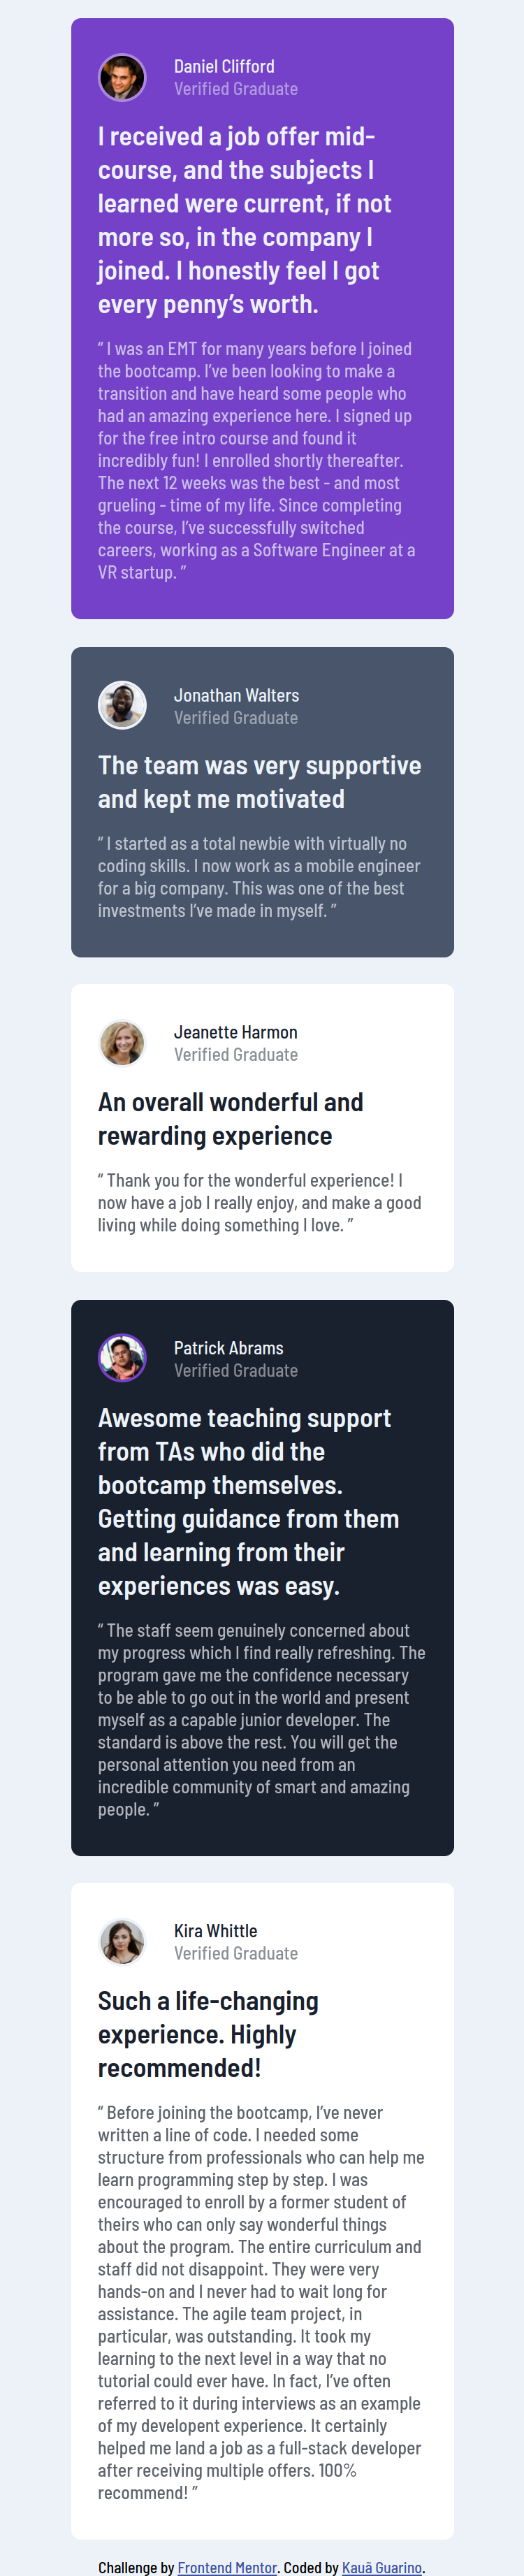 Daniel Clifford
Verified Graduate
I received a job offer mid-
course, and the subjects I
learned were current, if not
more so, in the company I
joined. I honestly feel I got
every penny’s worth.
“ I was an EMT for many years before I joined
the bootcamp. I’ve been looking to make a
transition and have heard some people who
had an amazing experience here. I signed up
for the free intro course and found it
incredibly fun! I enrolled shortly thereafter.
The next 12 weeks was the best - and most
grueling - time of my life. Since completing
the course, I’ve successfully switched
careers, working as a Software Engineer at a
VR startup. ”
Jonathan Walters
Verified Graduate
The team was very supportive
and kept me motivated
“ I started as a total newbie with virtually no
coding skills. I now work as a mobile engineer
for a big company. This was one of the best
investments I’ve made in myself. ”
Jeanette Harmon
Verified Graduate
An overall wonderful and
rewarding experience
“ Thank you for the wonderful experience! I
now have a job I really enjoy, and make a good
living while doing something I love. ”
Patrick Abrams
Verified Graduate
Awesome teaching support
from TAs who did the
bootcamp themselves.
Getting guidance from them
and learning from their
experiences was easy.
“ The staff seem genuinely concerned about
my progress which I find really refreshing. The
program gave me the confidence necessary
to be able to go out in the world and present
myself as a capable junior developer. The
standard is above the rest. You will get the
personal attention you need from an
incredible community of smart and amazing
people. ”
Kira Whittle
Verified Graduate
Such a life-changing
experience. Highly
recommended!
“ Before joining the bootcamp, I’ve never
written a line of code. I needed some
structure from professionals who can help me
learn programming step by step. I was
encouraged to enroll by a former student of
theirs who can only say wonderful things
about the program. The entire curriculum and
staff did not disappoint. They were very
hands-on and I never had to wait long for
assistance. The agile team project, in
particular, was outstanding. It took my
learning to the next level in a way that no
tutorial could ever have. In fact, I’ve often
referred to it during interviews as an example
of my developent experience. It certainly
helped me land a job as a full-stack developer
after receiving multiple offers. 100%
recommend! ”
Challenge by Frontend Mentor. Coded by Kauã Guarino.